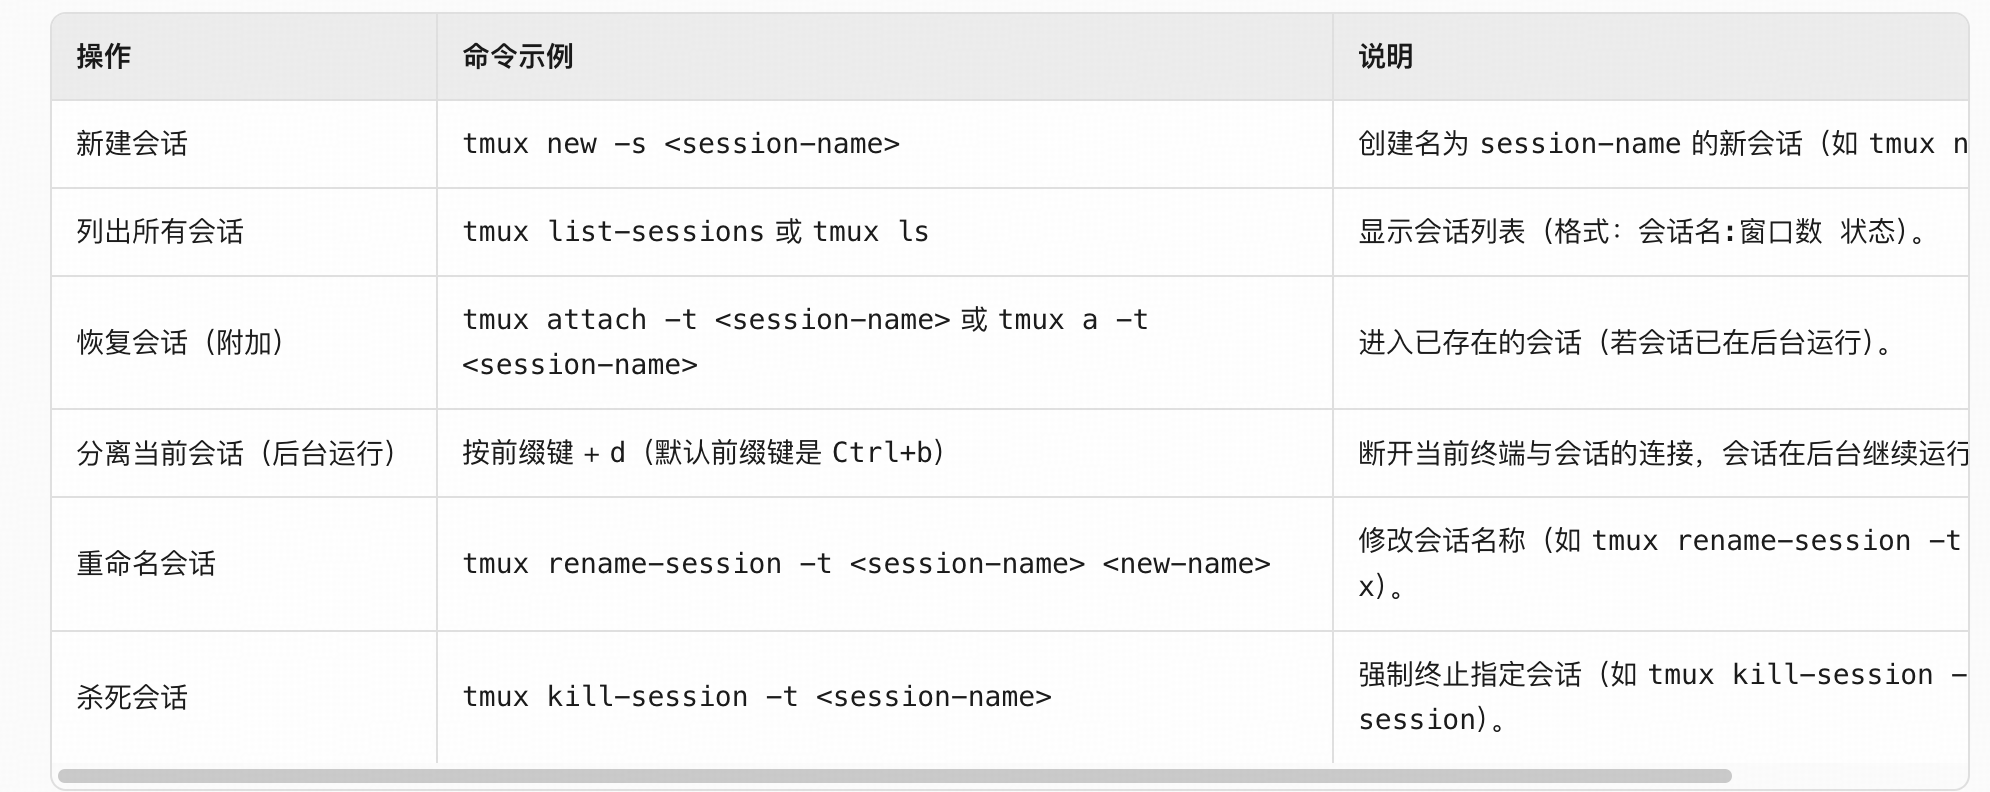 操作 命令示例 说明
新建会话 tmux new -s <session-name> 创建名为 session-name 的新会话（如 tmux n
列出所有会话 tmux list-sessions 或 tmux ls 显示会话列表（格式：会话名:窗口数 状态）。
恢复会话（附加） tmux attach -t <session-name> 或 tmux a -t
<session-name> 进入已存在的会话（若会话已在后台运行）。
分离当前会话（后台运行） 按前缀键 + d（默认前缀键是 Ctrl+b） 断开当前终端与会话的连接，会话在后台继续运行
重命名会话 tmux rename-session -t <session-name> <new-name> 修改会话名称（如 tmux rename-session -t
x）。
杀死会话 tmux kill-session -t <session-name> 强制终止指定会话（如 tmux kill-session -
session）。